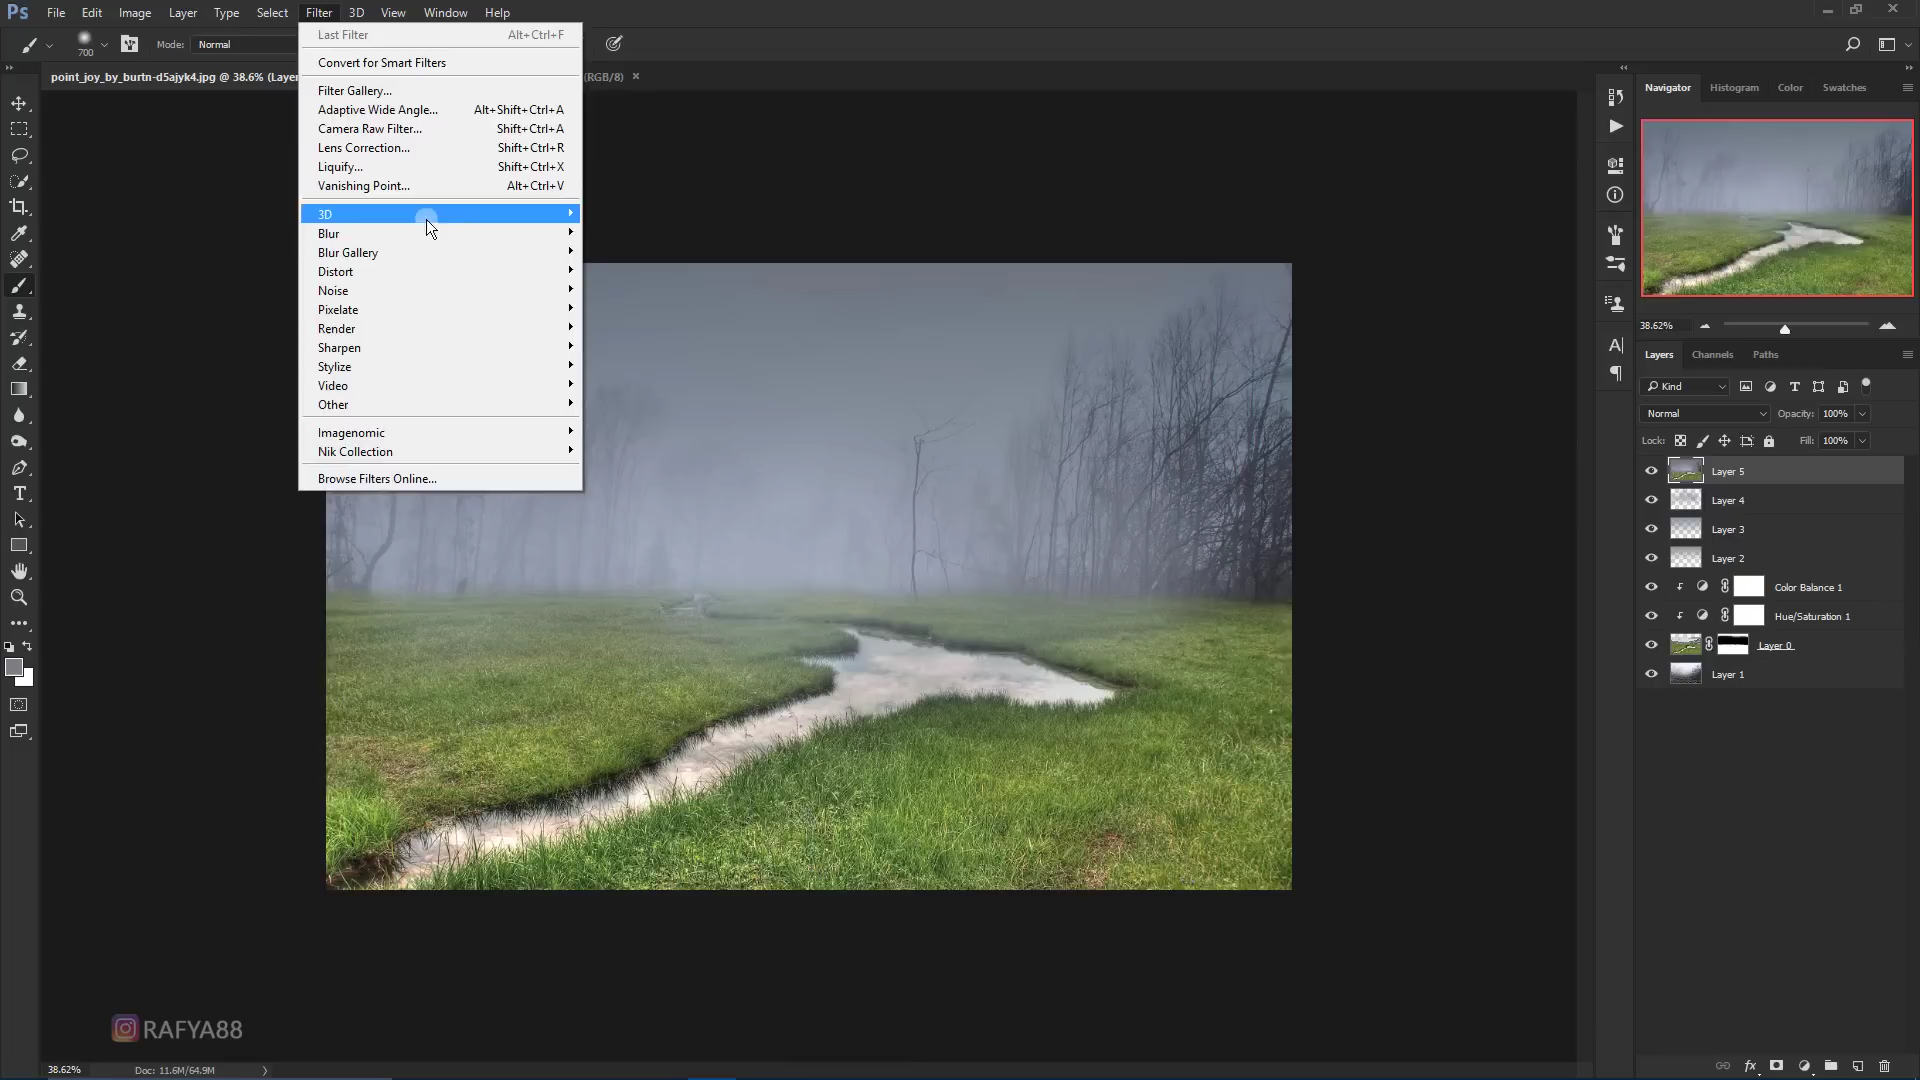 Ps File Edit Image Layer Type Select Filter 3D View Window Help
700 Mode: Normal
point_joy_by_burtn-d5ajyk4.jpg @ 38.6% (Layer (RGB/8) ×
Last Filter Alt+Ctrl+F
Convert for Smart Filters
Filter Gallery...
Adaptive Wide Angle... Alt+Shift+Ctrl+A
Camera Raw Filter... Shift+Ctrl+A
Lens Correction... Shift+Ctrl+R
Liquify... Shift+Ctrl+X
Vanishing Point... Alt+Ctrl+V
3D
Blur
Blur Gallery
Distort
Noise
Pixelate
Render
Sharpen
Stylize
Video
Other
Imagenomic
Nik Collection
Browse Filters Online...
Navigator Histogram Color Swatches
38.62%
Layers Channels Paths
Kind
Normal Opacity: 100%
Lock: Fill: 100%
Layer 5
Layer 4
Layer 3
Layer 2
Color Balance 1
Hue/Saturation 1
Layer 0
Layer 1
RAFYA88
38.62% Doc: 11.6M/64.9M